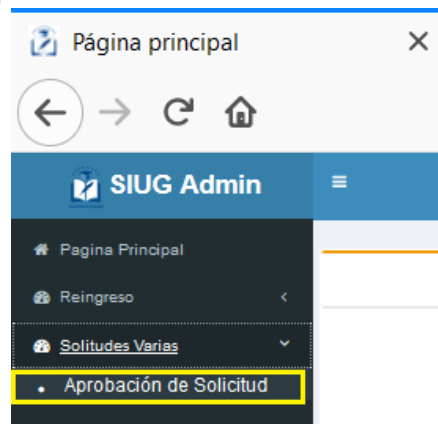 Página principal
SIUG Admin
Pagina Principal
Reingreso
Solitudes Varias
Aprobación de Solicitud